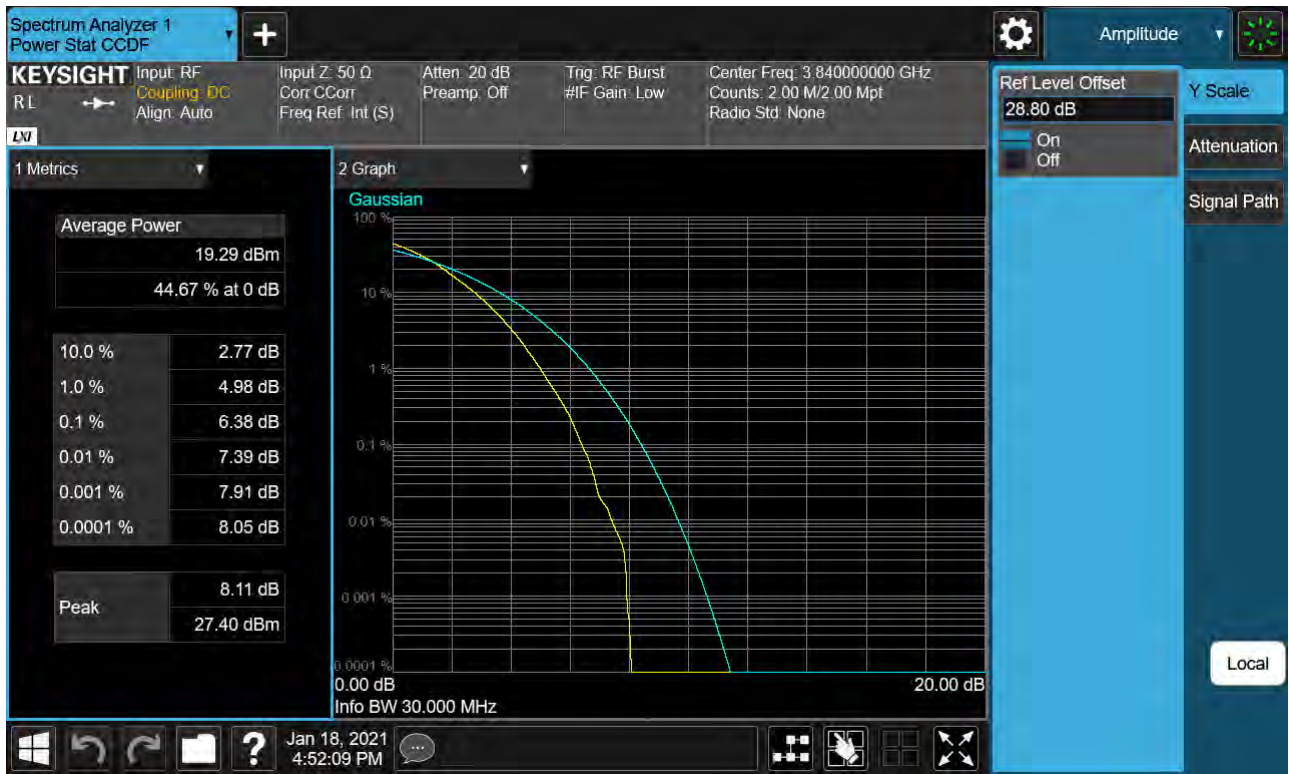 Spectrum Analyzer 1
Power Stat CCDF
+
Amplitude
KEYSIGHT
RL
LXI
Input: RF
Coupling: DC
Align: Auto
Input Z: 50 Ω
Corr CCorr
Freq Ref: Int (S)
Atten: 20 dB
Preamp: Off
Trig: RF Burst
#IF Gain: Low
Center Freq: 3.840000000 GHz
Counts: 2.00 M/2.00 Mpt
Radio Std: None
Ref Level Offset
28.80 dB
On
Off
Y Scale
Attenuation
Signal Path
Local
1 Metrics
Average Power
19.29 dBm
44.67 % at 0 dB
10.0 % 2.77 dB
1.0 % 4.98 dB
0.1 % 6.38 dB
0.01 % 7.39 dB
0.001 % 7.91 dB
0.0001 % 8.05 dB
Peak
8.11 dB
27.40 dBm
2 Graph
Gaussian
100 %
10 %
1 %
0.1 %
0.01 %
0.001 %
0.0001 %
0.00 dB 20.00 dB
Info BW 30.000 MHz
?
Jan 18, 2021
4:52:09 PM